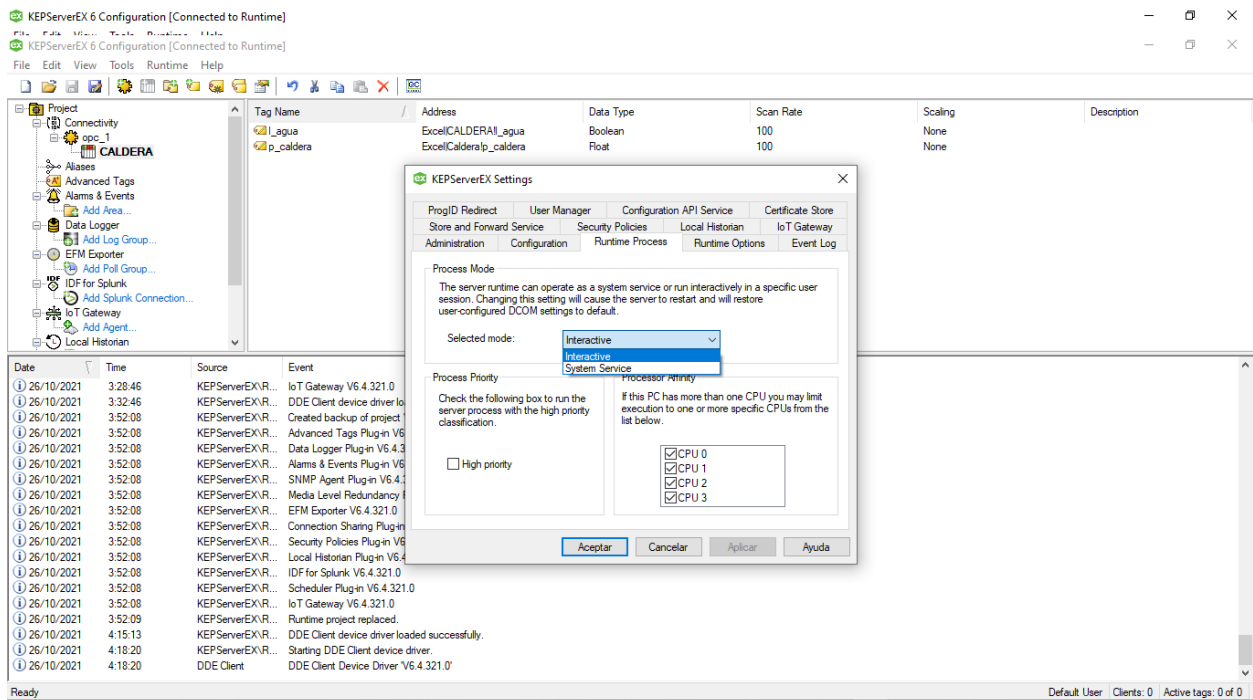 KEPServerEX 6 Configuration [Connected to Runtime]
KEPServerEX 6 Configuration [Connected to Runtime]
File Edit View Tools Runtime Help
Project
Connectivity
opc_1
CALDERA
Aliases
Advanced Tags
Alarms & Events
Add Area...
Data Logger
Add Log Group...
EFM Exporter
Add Poll Group...
IDF for Splunk
Add Splunk Connection...
IoT Gateway
Add Agent...
Local Historian
Tag Name Address Data Type Scan Rate Scaling Description
l_agua Excel|CALDERA!l_agua Boolean 100 None
p_caldera Excel|Caldera!p_caldera Float 100 None
KEPServerEX Settings
ProgID Redirect User Manager Configuration API Service Certificate Store
Store and Forward Service Security Policies Local Historian IoT Gateway
Administration Configuration Runtime Process Runtime Options Event Log
Process Mode
The server runtime can operate as a system service or run interactively in a specific user
session. Changing this setting will cause the server to restart and will restore
user-configured DCOM settings to default.
Selected mode: Interactive
Interactive
System Service
Process Priority
Check the following box to run the
server process with the high priority
classification.
High priority
Processor Affinity
If this PC has more than one CPU you may limit
execution to one or more specific CPUs from the
list below.
CPU 0
CPU 1
CPU 2
CPU 3
Aceptar Cancelar Aplicar Ayuda
Date Time Source Event
26/10/2021 3:28:46 KEPServerEX\R... IoT Gateway V6.4.321.0
26/10/2021 3:32:46 KEPServerEX\R... DDE Client device driver lo
26/10/2021 3:52:08 KEPServerEX\R... Created backup of project '
26/10/2021 3:52:08 KEPServerEX\R... Advanced Tags Plug-in V6
26/10/2021 3:52:08 KEPServerEX\R... Data Logger Plug-in V6.4.3
26/10/2021 3:52:08 KEPServerEX\R... Alarms & Events Plug-in V6
26/10/2021 3:52:08 KEPServerEX\R... SNMP Agent Plug-in V6.4.
26/10/2021 3:52:08 KEPServerEX\R... Media Level Redundancy
26/10/2021 3:52:08 KEPServerEX\R... EFM Exporter V6.4.321.0
26/10/2021 3:52:08 KEPServerEX\R... Connection Sharing Plug-in
26/10/2021 3:52:08 KEPServerEX\R... Security Policies Plug-in V6
26/10/2021 3:52:08 KEPServerEX\R... Local Historian Plug-in V6.4
26/10/2021 3:52:08 KEPServerEX\R... IDF for Splunk V6.4.321.0
26/10/2021 3:52:08 KEPServerEX\R... Scheduler Plug-in V6.4.321.0
26/10/2021 3:52:08 KEPServerEX\R... IoT Gateway V6.4.321.0
26/10/2021 3:52:09 KEPServerEX\R... Runtime project replaced.
26/10/2021 4:15:13 KEPServerEX\R... DDE Client device driver loaded successfully.
26/10/2021 4:18:20 KEPServerEX\R... Starting DDE Client device driver.
26/10/2021 4:18:20 DDE Client DDE Client Device Driver 'V6.4.321.0'
Ready Default User Clients: 0 Active tags: 0 of 0